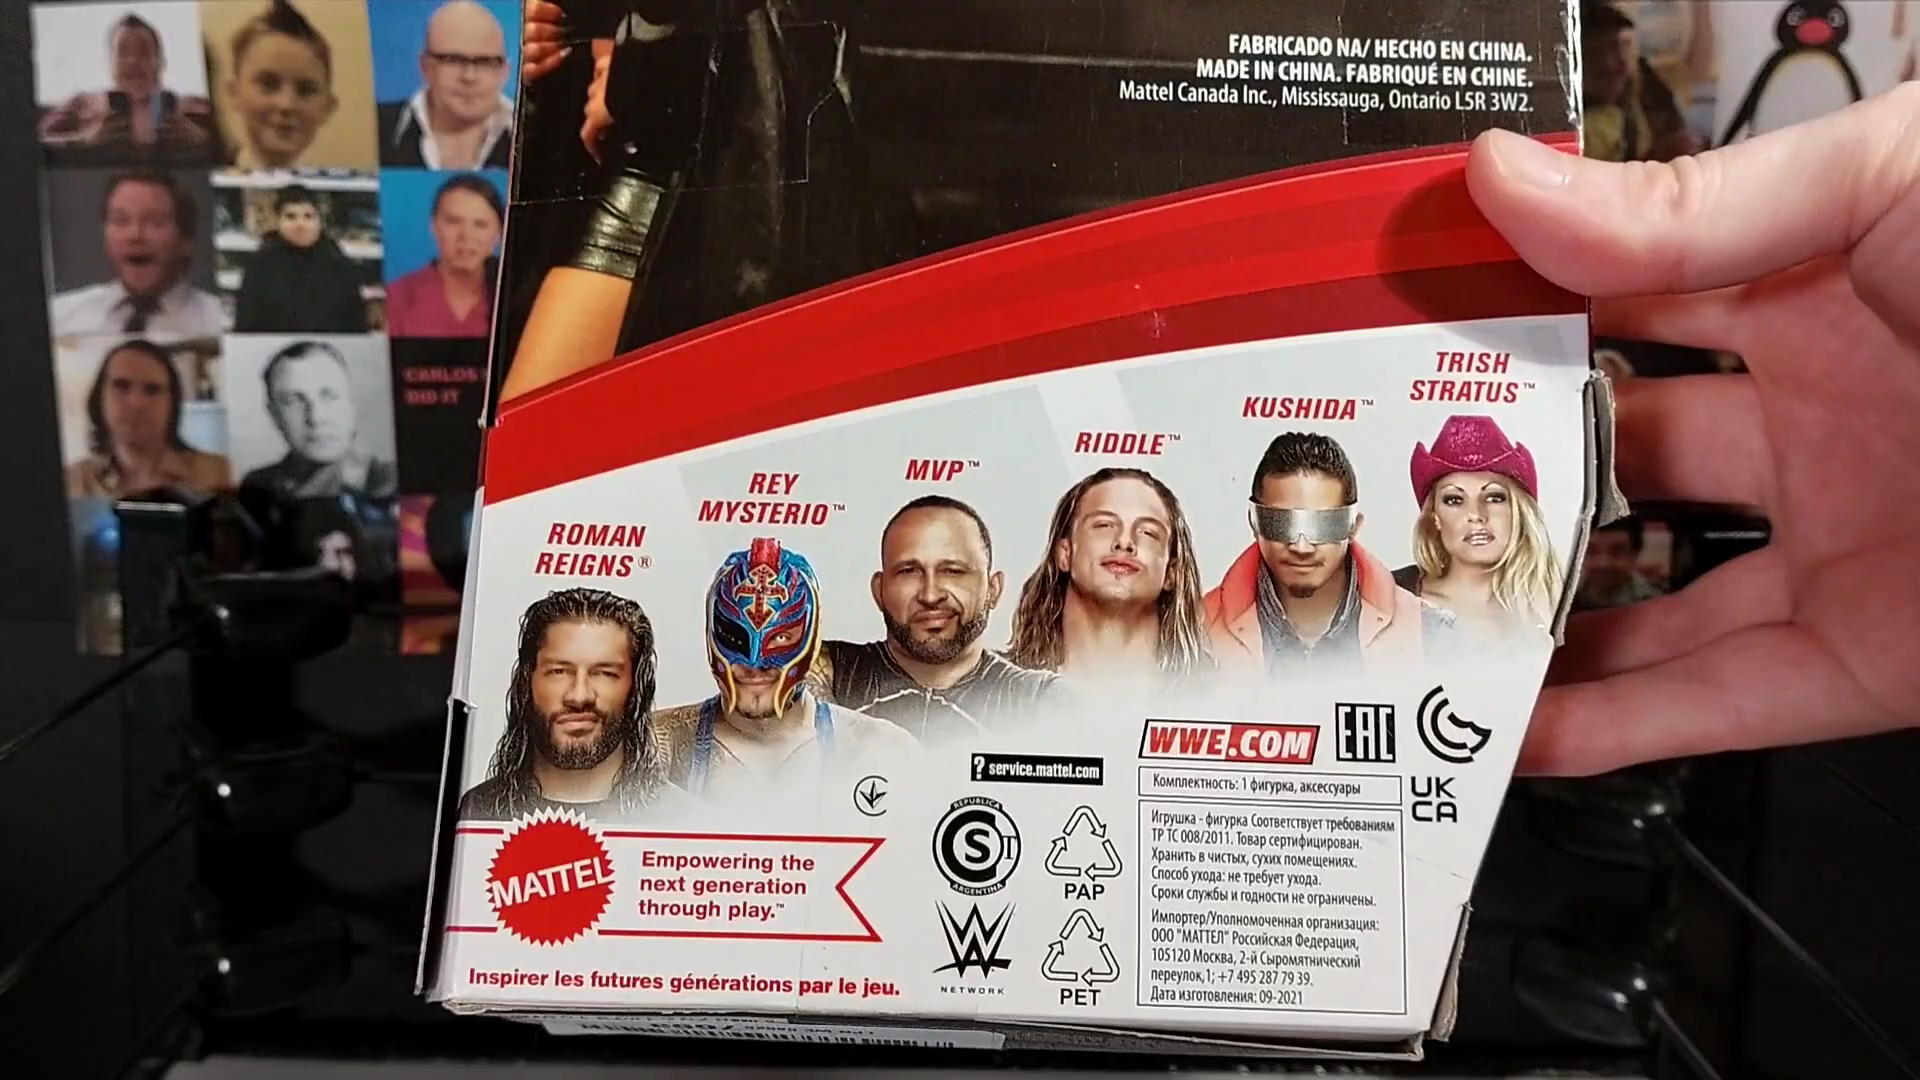 FABRICADO NA/ HECHO EN CHINA.
MADE IN CHINA. FABRIQUÉ EN CHINE.
Mattel Canada Inc., Mississauga, Ontario L5R 3W2.
CARLOS
DID IT
TRISH
STRATUS™
KUSHIDA™
RIDDLE™
MVP™
REY
MYSTERIO™
ROMAN
REIGNS®
WWE.COM
EAC
UK
CA
? service.mattel.com
Комплектность: 1 фигурка, аксессуары
Игрушка - фигурка Соответствует требованиям
ТР ТС 008/2011. Товар сертифицирован.
Хранить в чистых, сухих помещениях.
Способ ухода: не требует ухода.
Сроки службы и годности не ограничены.
Импортер/Уполномоченная организация:
ООО "МАТТЕЛ" Российская Федерация,
105120 Москва, 2-й Сыромятнический
переулок,1; +7 495 287 79 39.
Дата изготовления: 09-2021
REPUBLICA
ARGENTINA
PAP
W
NETWORK
PET
MATTEL
Empowering the
next generation
through play.™
Inspirer les futures générations par le jeu.